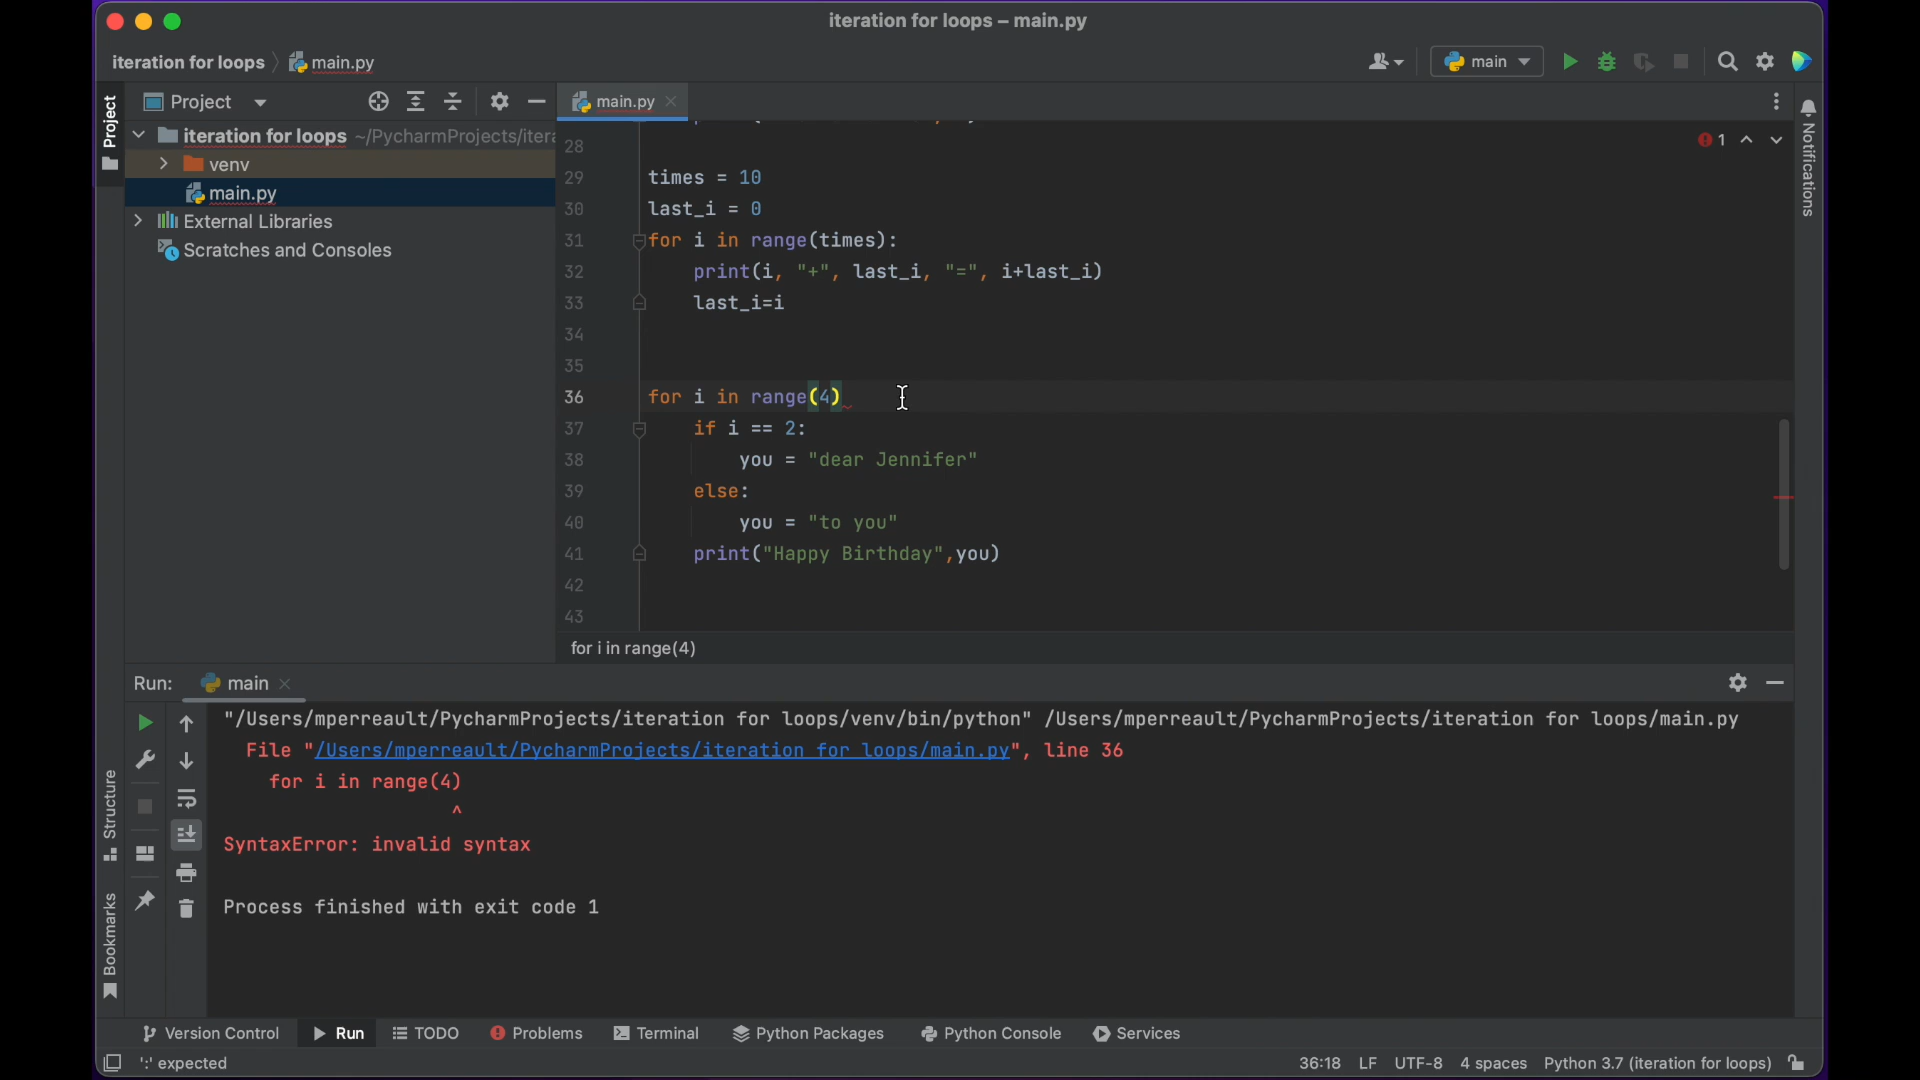 iteration for loops – main.py
iteration for loops
main.py
main
Project
Project
main.py
Notifications
iteration for loops ~/PycharmProjects/itera
venv
main.py
External Libraries
Scratches and Consoles
1
28
29 times = 10
30 last_i = 0
31 for i in range(times):
32 print(i, "+", last_i, "=", i+last_i)
33 last_i=i
34
35
36 for i in range(4)
37 if i == 2:
38 you = "dear Jennifer"
39 else:
40 you = "to you"
41 print("Happy Birthday",you)
42
43
for i in range(4)
Run:
main
"/Users/mperreault/PycharmProjects/iteration for loops/venv/bin/python" /Users/mperreault/PycharmProjects/iteration for loops/main.py
File "/Users/mperreault/PycharmProjects/iteration for loops/main.py", line 36
for i in range(4)
^
SyntaxError: invalid syntax
Process finished with exit code 1
Structure
Bookmarks
Version Control
Run
TODO
Problems
Terminal
Python Packages
Python Console
Services
':' expected
36:18 LF UTF-8 4 spaces Python 3.7 (iteration for loops)